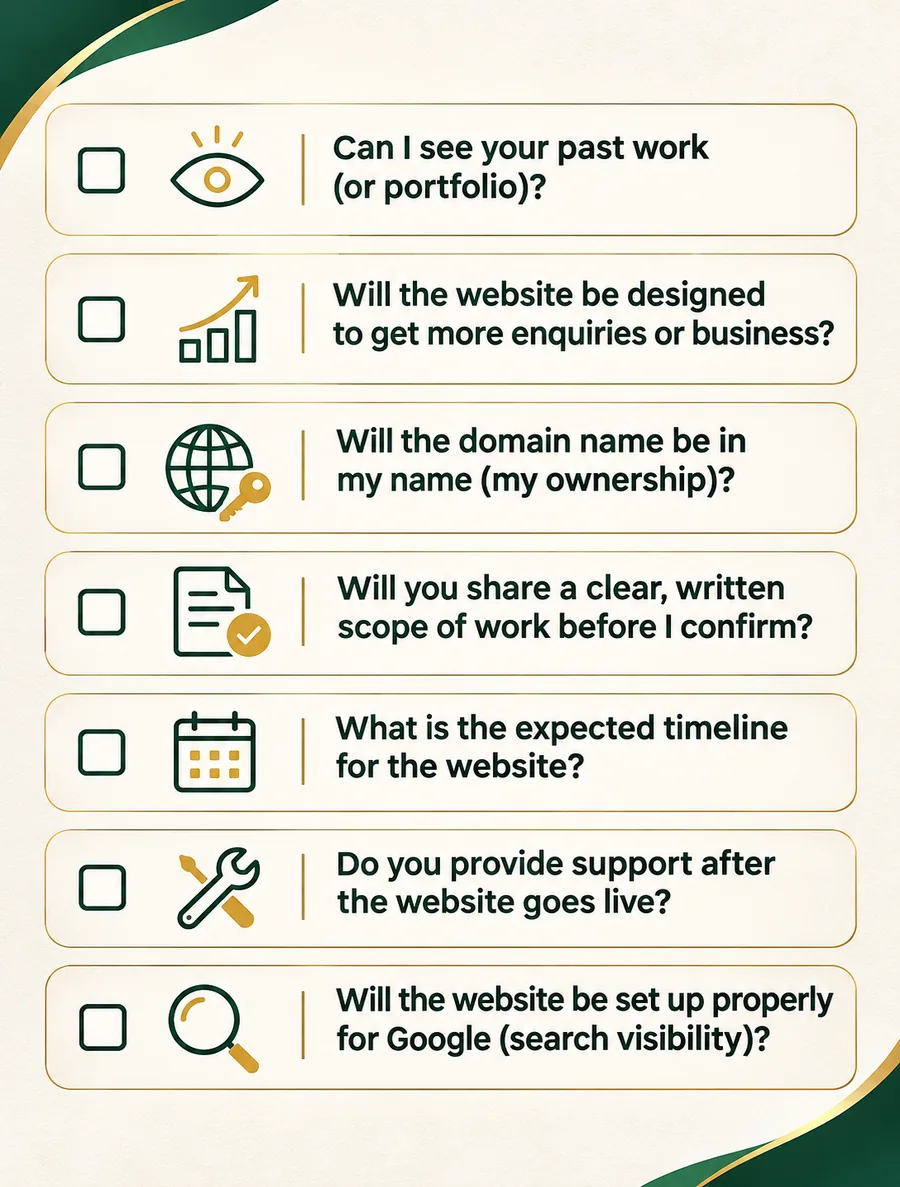 Can I see your past work
(or portfolio)?
Will the website be designed
to get more enquiries or business?
Will the domain name be in
my name (my ownership)?
Will you share a clear, written
scope of work before I confirm?
What is the expected timeline
for the website?
Do you provide support after
the website goes live?
Will the website be set up properly
for Google (search visibility)?